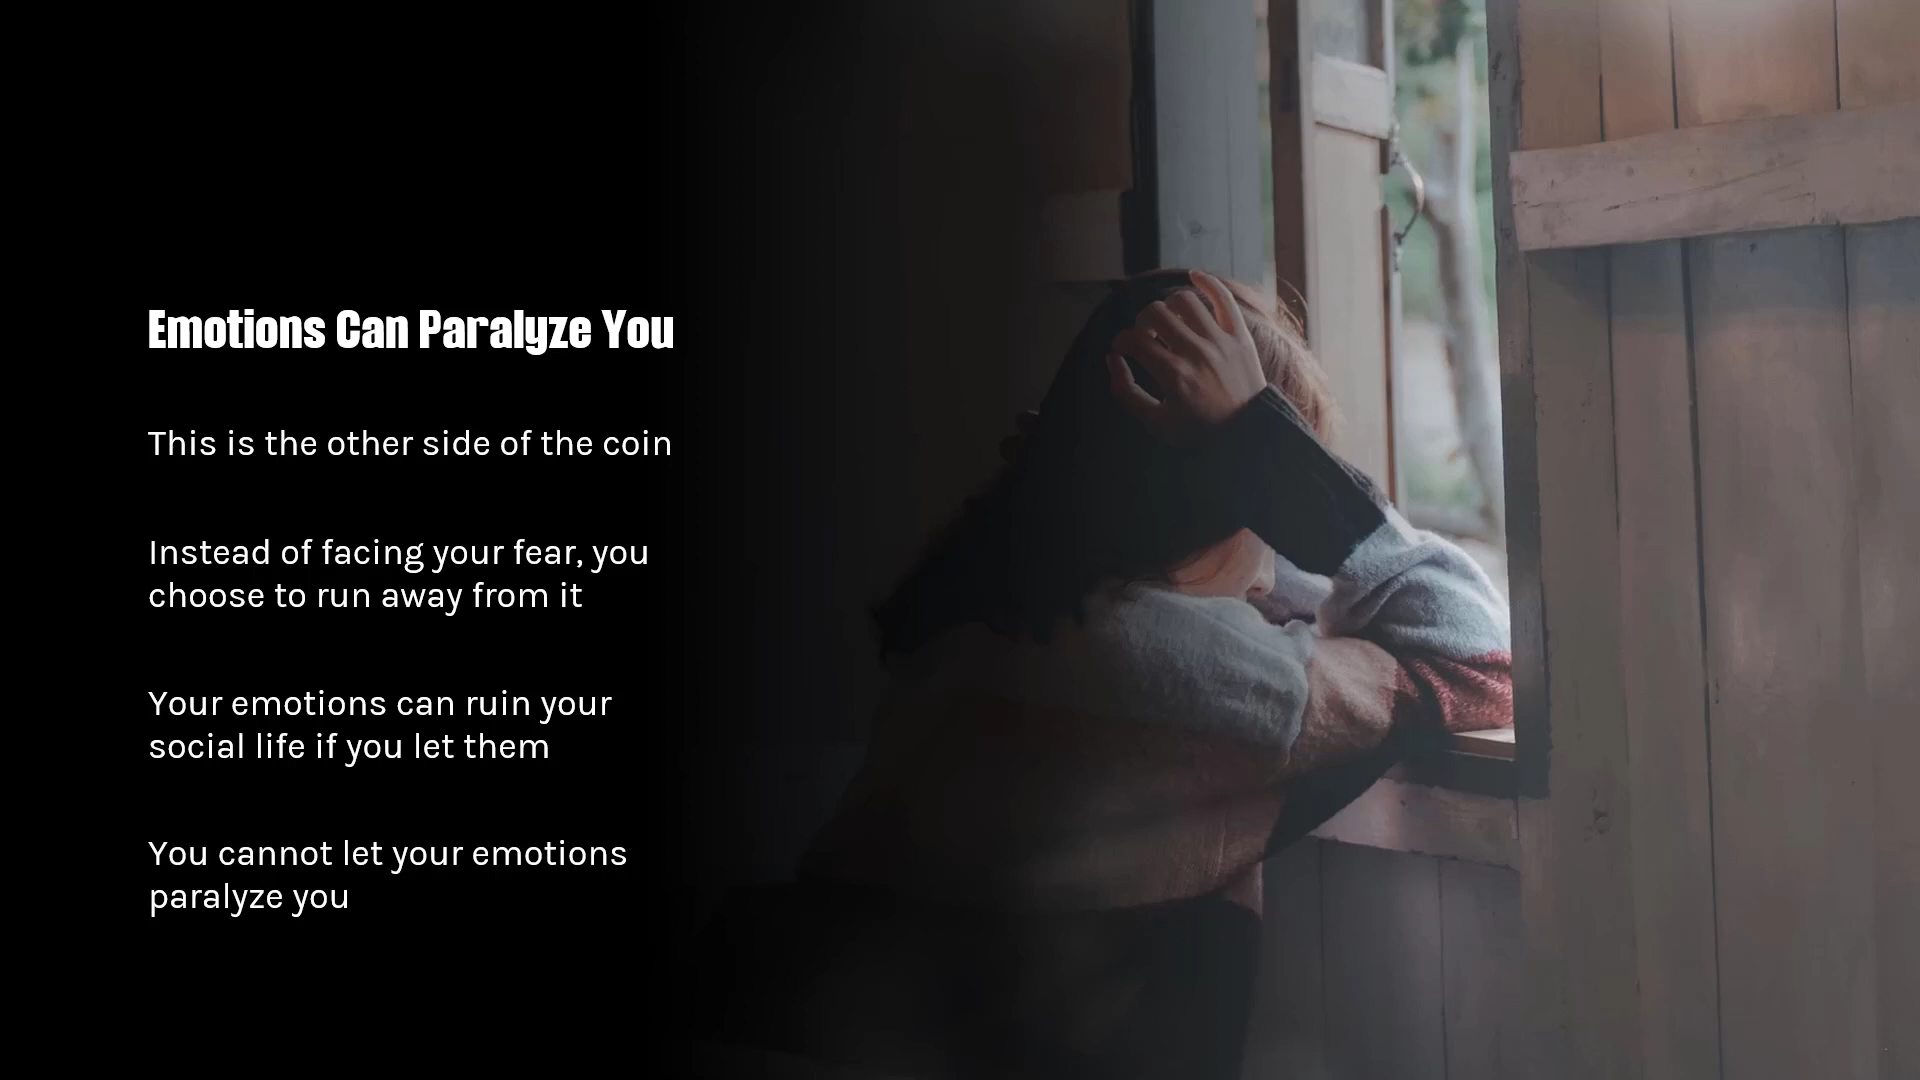 Emotions Can Paralyze You
This is the other side of the coin
Instead of facing your fear, you
choose to run away from it
Your emotions can ruin your
social life if you let them
You cannot let your emotions
paralyze you